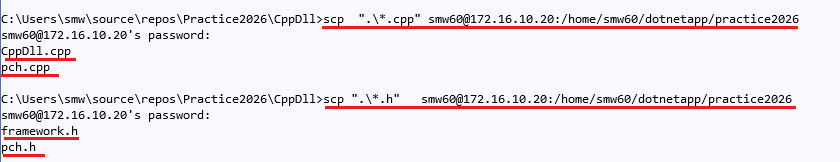 C:\Users\smw\source\repos\Practice2026\CppDll>scp  ".\*.cpp" smw60@172.16.10.20:/home/smw60/dotnetapp/practice2026
smw60@172.16.10.20's password:
CppDll.cpp
pch.cpp
C:\Users\smw\source\repos\Practice2026\CppDll>scp ".\*.h"   smw60@172.16.10.20:/home/smw60/dotnetapp/practice2026
smw60@172.16.10.20's password:
framework.h
pch.h